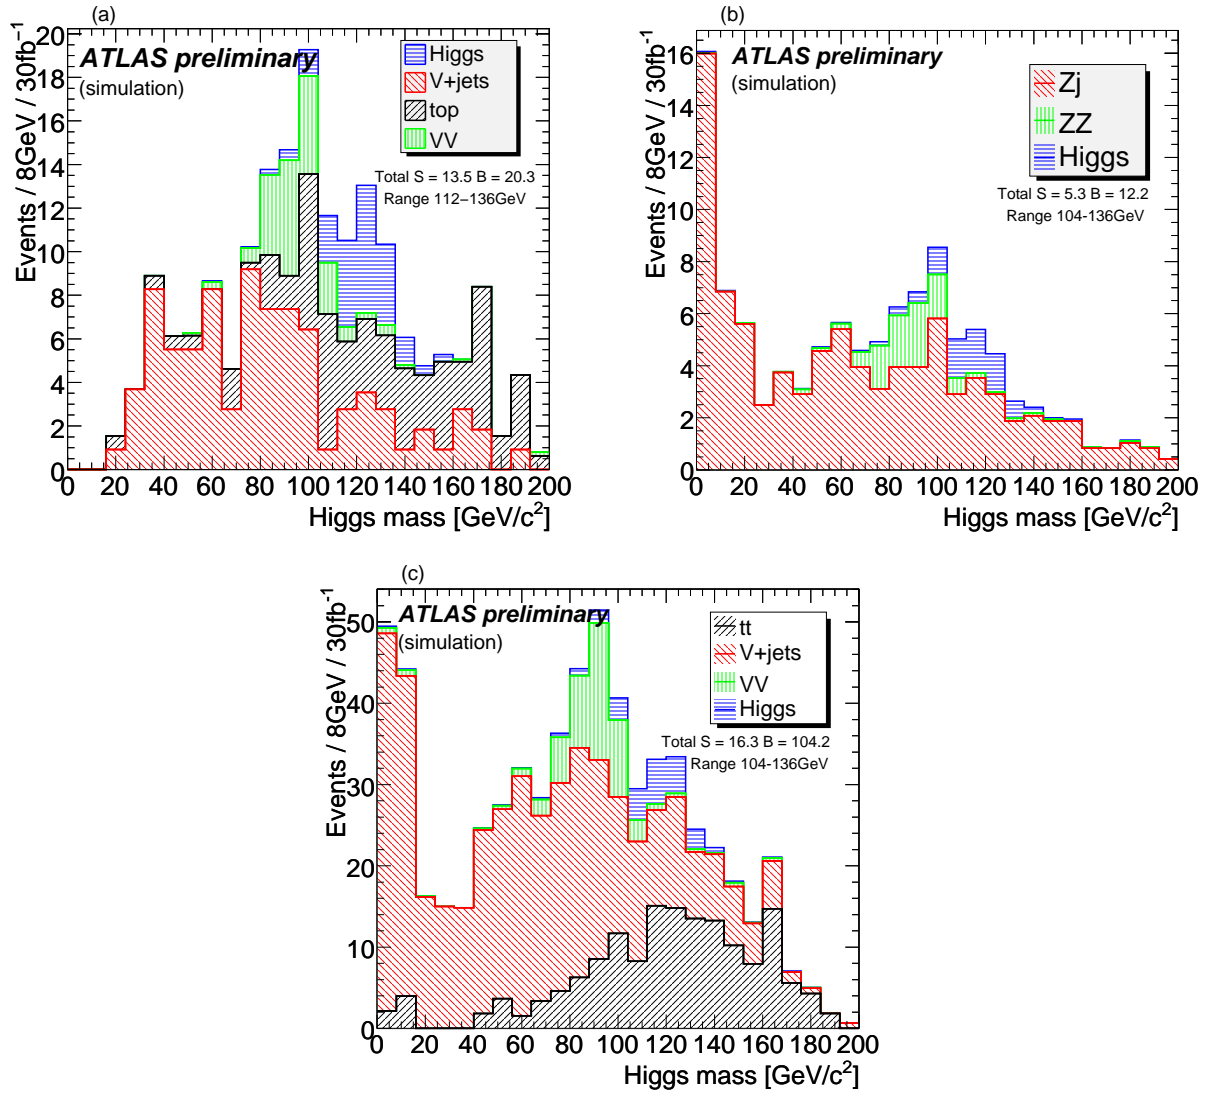 (a)
ATLAS preliminary
(simulation)
Higgs
V+jets
top
VV
Total S = 13.5 B = 20.3
Range 112–136GeV
Events / 8GeV / 30fb⁻¹
20
18
16
14
12
10
8
6
4
2
0
0 20 40 60 80 100 120 140 160 180 200
Higgs mass [GeV/c²]
(b)
ATLAS preliminary
(simulation)
Zj
ZZ
Higgs
Total S = 5.3 B = 12.2
Range 104-136GeV
Events / 8GeV / 30fb⁻¹
16
14
12
10
8
6
4
2
0
0 20 40 60 80 100 120 140 160 180 200
Higgs mass [GeV/c²]
(c)
ATLAS preliminary
(simulation)
tt
V+jets
VV
Higgs
Total S = 16.3 B = 104.2
Range 104-136GeV
Events / 8GeV / 30fb⁻¹
50
40
30
20
10
0
0 20 40 60 80 100 120 140 160 180 200
Higgs mass [GeV/c²]